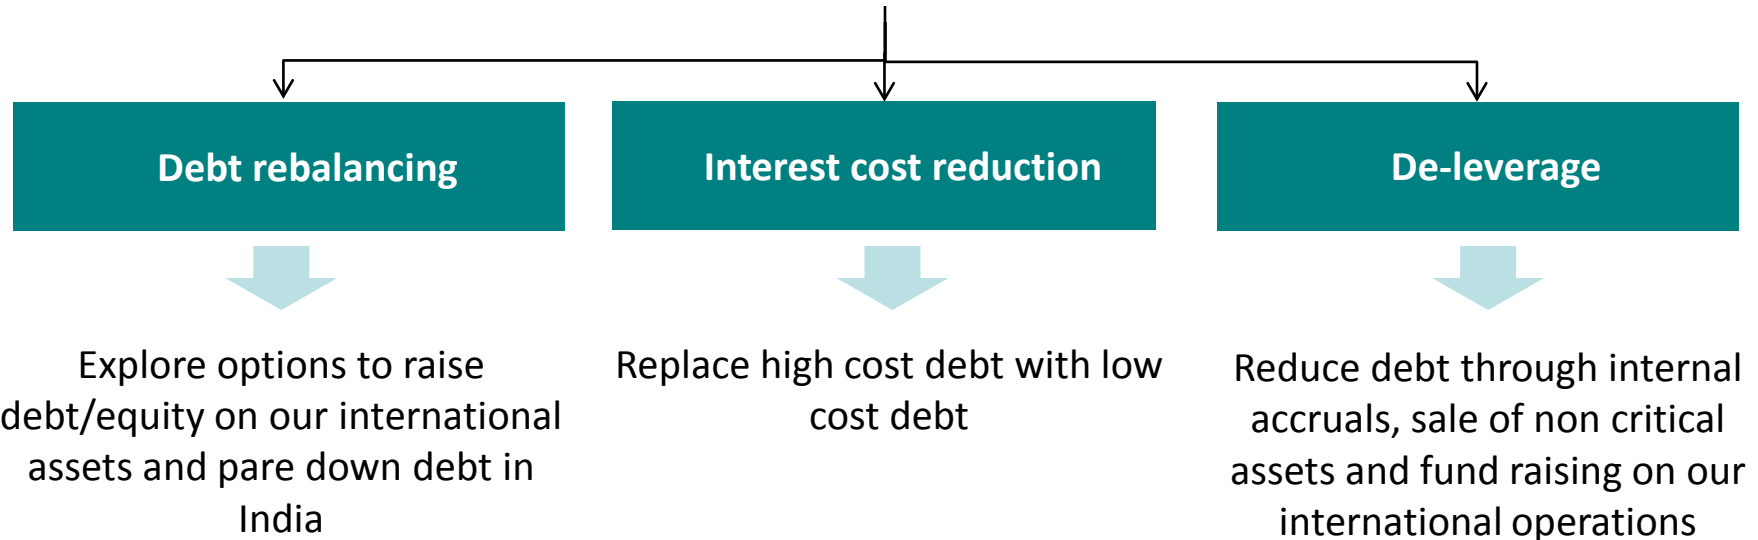 Debt rebalancing
Interest cost reduction
De-leverage
Explore options to raise
debt/equity on our international
assets and pare down debt in
India
Replace high cost debt with low
cost debt
Reduce debt through internal
accruals, sale of non critical
assets and fund raising on our
international operations